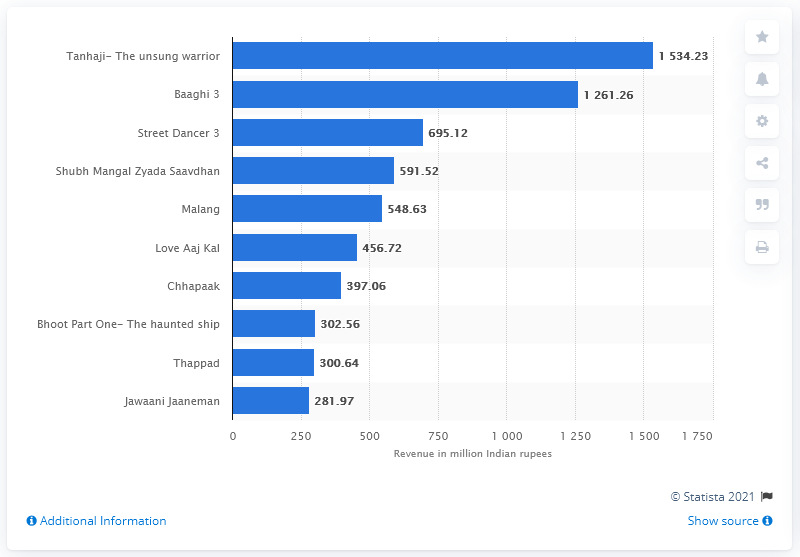 Tanhaji- The unsung warrior 1 534.23
Baaghi 3 1 261.26
Street Dancer 3 695.12
Shubh Mangal Zyada Saavdhan 591.52
Malang 548.63
Love Aaj Kal 456.72
Chhapaak 397.06
Bhoot Part One- The haunted ship 302.56
Thappad 300.64
Jawaani Jaaneman 281.97
0 250 500 750 1 000 1 250 1 500 1 750
Revenue in million Indian rupees
© Statista 2021
Additional Information Show source